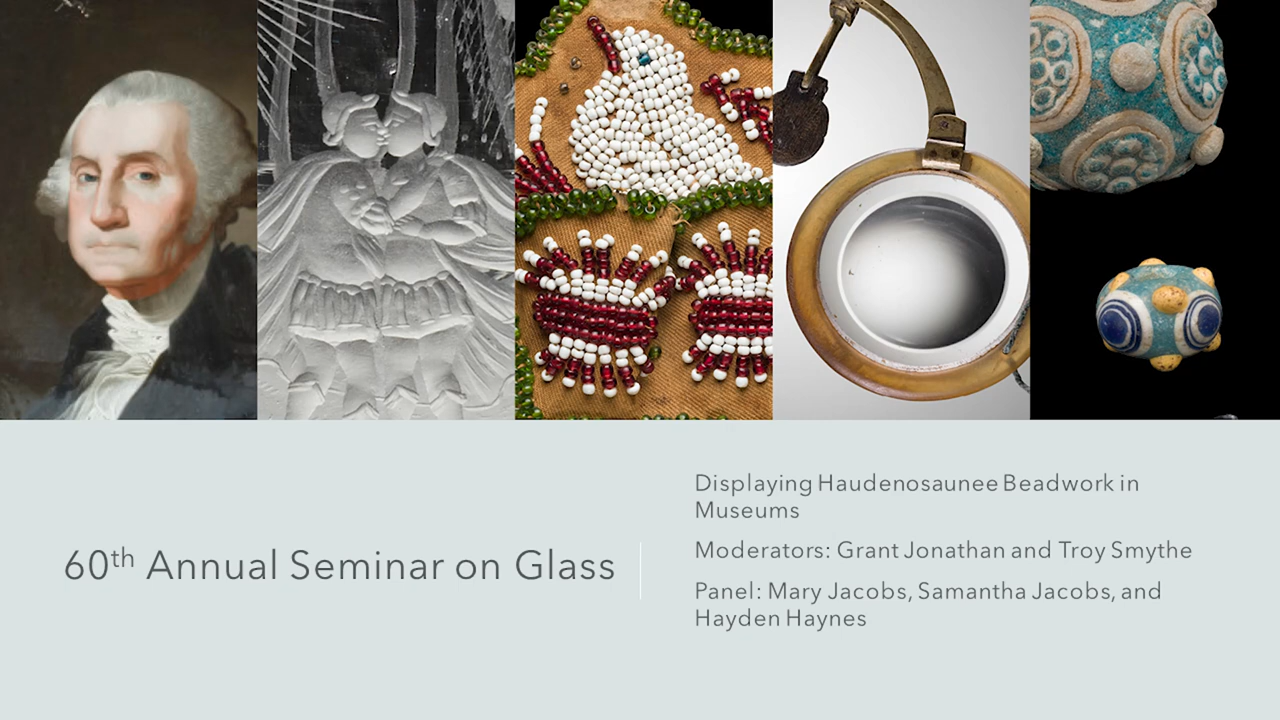 60th Annual Seminar on Glass
Displaying Haudenosaunee Beadwork in
Museums
Moderators: Grant Jonathan and Troy Smythe
Panel: Mary Jacobs, Samantha Jacobs, and
Hayden Haynes